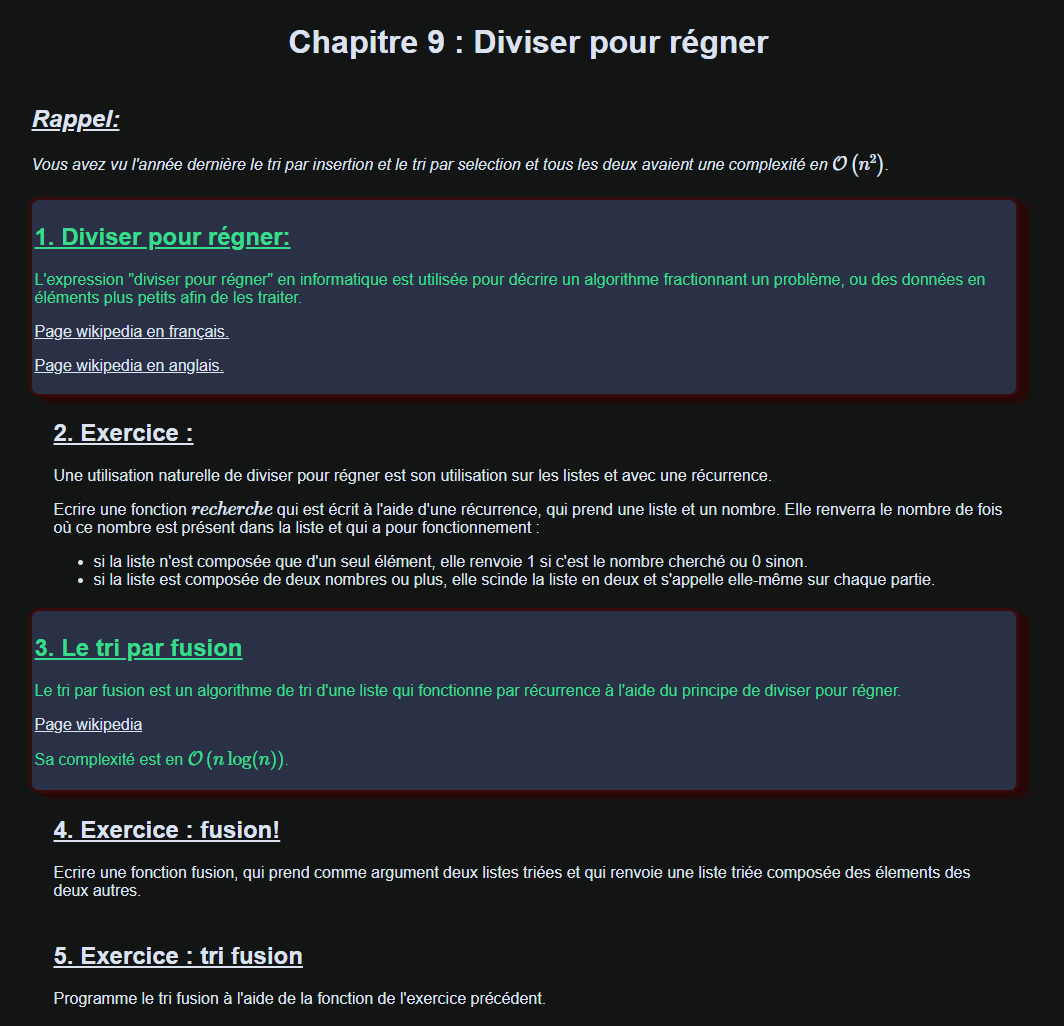 Chapitre 9 : Diviser pour régner
Rappel:
Vous avez vu l'année dernière le tri par insertion et le tri par selection et tous les deux avaient une complexité en 𝒪 (n²).
1. Diviser pour régner:
L'expression "diviser pour régner" en informatique est utilisée pour décrire un algorithme fractionnant un problème, ou des données en
éléments plus petits afin de les traiter.
Page wikipedia en français.
Page wikipedia en anglais.
2. Exercice :
Une utilisation naturelle de diviser pour régner est son utilisation sur les listes et avec une récurrence.
Ecrire une fonction recherche qui est écrit à l'aide d'une récurrence, qui prend une liste et un nombre. Elle renverra le nombre de fois
où ce nombre est présent dans la liste et qui a pour fonctionnement :
• si la liste n'est composée que d'un seul élément, elle renvoie 1 si c'est le nombre cherché ou 0 sinon.
• si la liste est composée de deux nombres ou plus, elle scinde la liste en deux et s'appelle elle-même sur chaque partie.
3. Le tri par fusion
Le tri par fusion est un algorithme de tri d'une liste qui fonctionne par récurrence à l'aide du principe de diviser pour régner.
Page wikipedia
Sa complexité est en 𝒪 (n log(n)).
4. Exercice : fusion!
Ecrire une fonction fusion, qui prend comme argument deux listes triées et qui renvoie une liste triée composée des élements des
deux autres.
5. Exercice : tri fusion
Programme le tri fusion à l'aide de la fonction de l'exercice précédent.